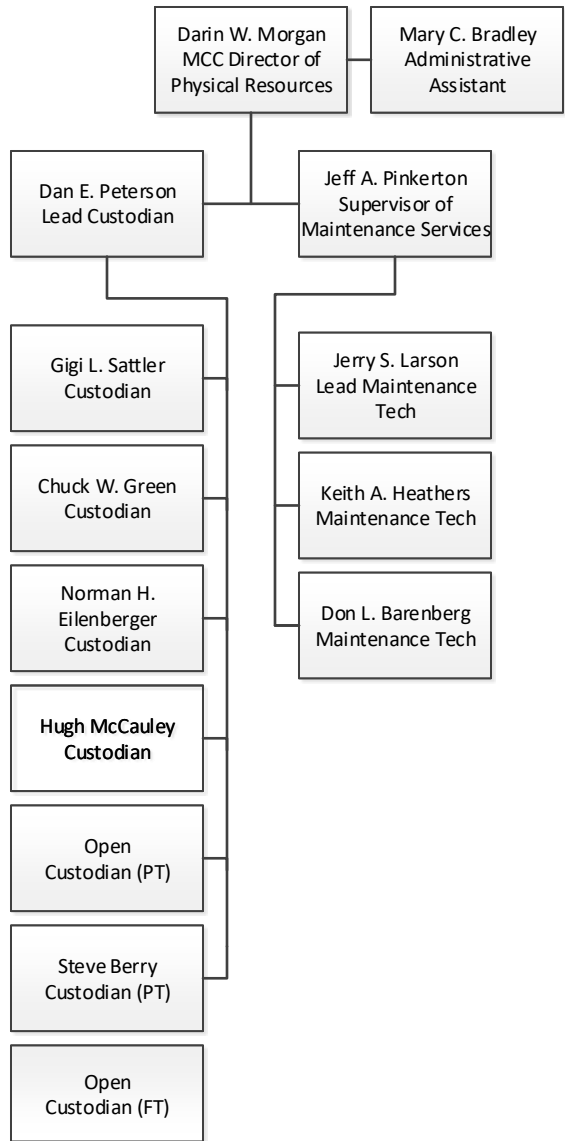 Darin W. Morgan
MCC Director of
Physical Resources
Mary C. Bradley
Administrative
Assistant
Dan E. Peterson
Lead Custodian
Jeff A. Pinkerton
Supervisor of
Maintenance Services
Gigi L. Sattler
Custodian
Chuck W. Green
Custodian
Norman H.
Eilenberger
Custodian
Hugh McCauley
Custodian
Open
Custodian (PT)
Steve Berry
Custodian (PT)
Open
Custodian (FT)
Jerry S. Larson
Lead Maintenance
Tech
Keith A. Heathers
Maintenance Tech
Don L. Barenberg
Maintenance Tech